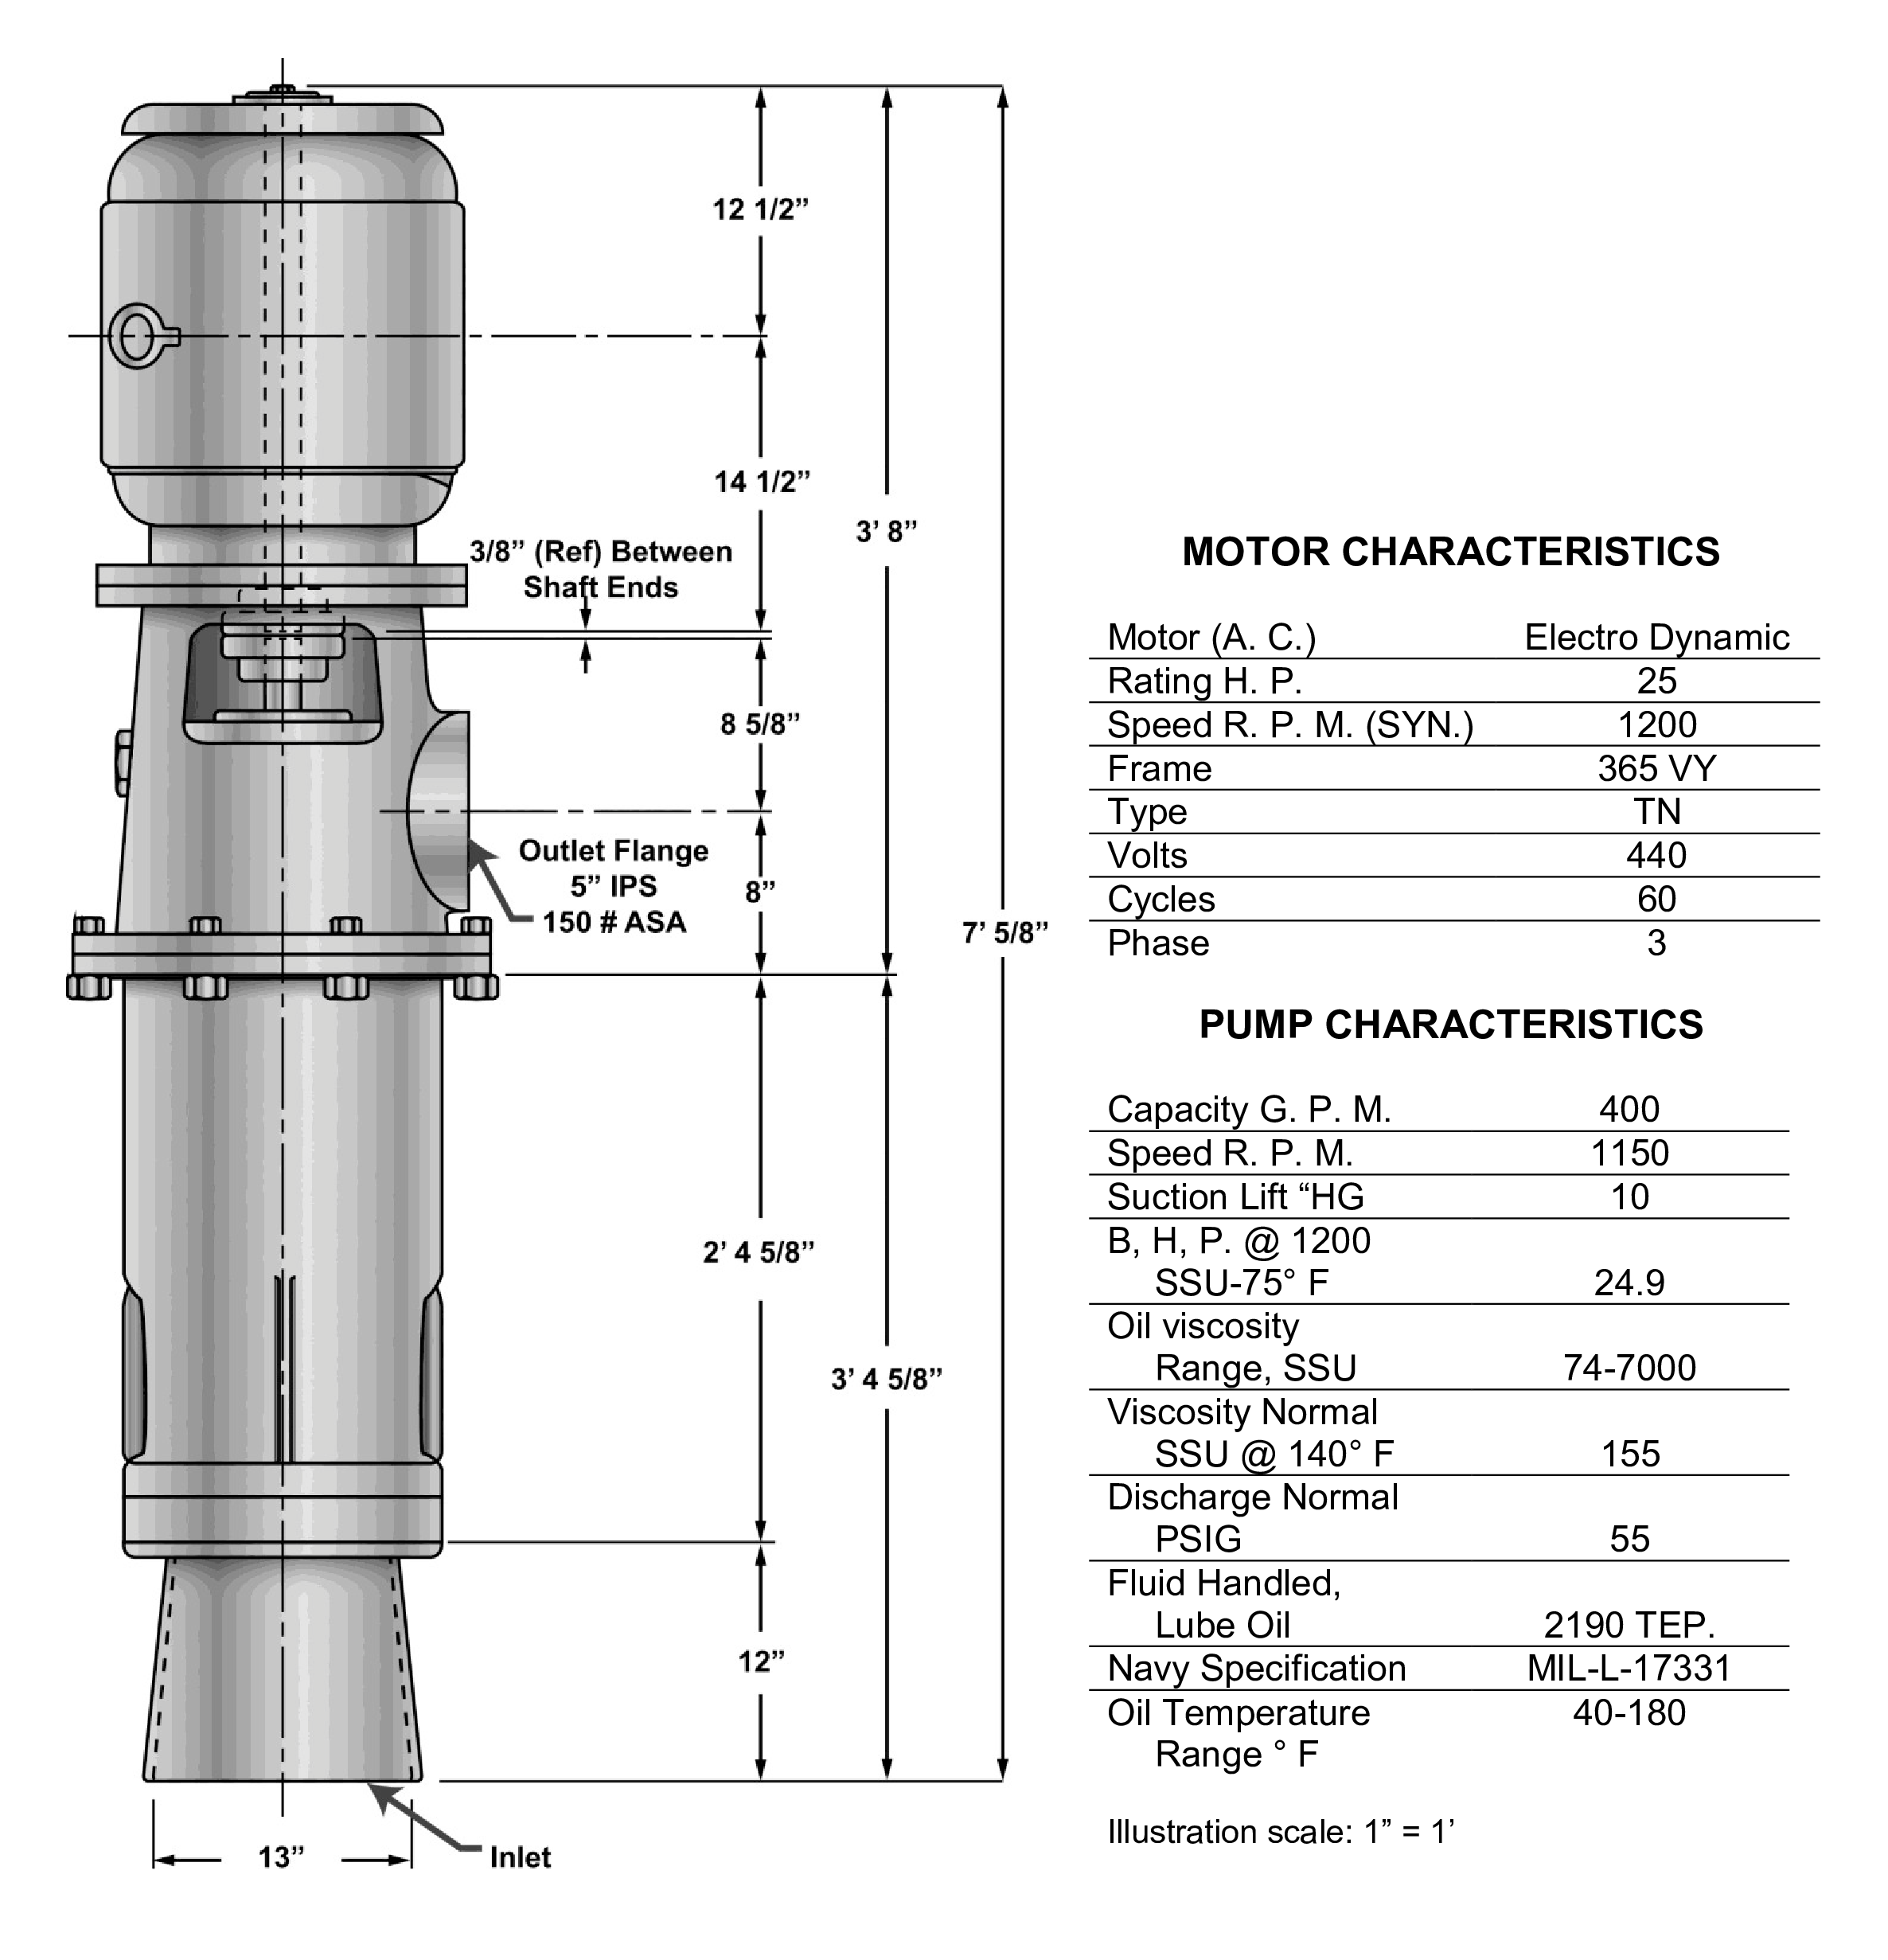 12 1/2”
14 1/2”
3’ 8”
3/8” (Ref) Between
Shaft Ends
8 5/8”
Outlet Flange
5” IPS
150 # ASA
8”
7’ 5/8”
2’ 4 5/8”
3’ 4 5/8”
12”
13”
Inlet
MOTOR CHARACTERISTICS
Motor (A. C.) Electro Dynamic
Rating H. P. 25
Speed R. P. M. (SYN.) 1200
Frame 365 VY
Type TN
Volts 440
Cycles 60
Phase 3
PUMP CHARACTERISTICS
Capacity G. P. M. 400
Speed R. P. M. 1150
Suction Lift “HG 10
B, H, P. @ 1200
SSU-75° F 24.9
Oil viscosity
Range, SSU 74-7000
Viscosity Normal
SSU @ 140° F 155
Discharge Normal
PSIG 55
Fluid Handled,
Lube Oil 2190 TEP.
Navy Specification MIL-L-17331
Oil Temperature 40-180
Range ° F
Illustration scale: 1” = 1’